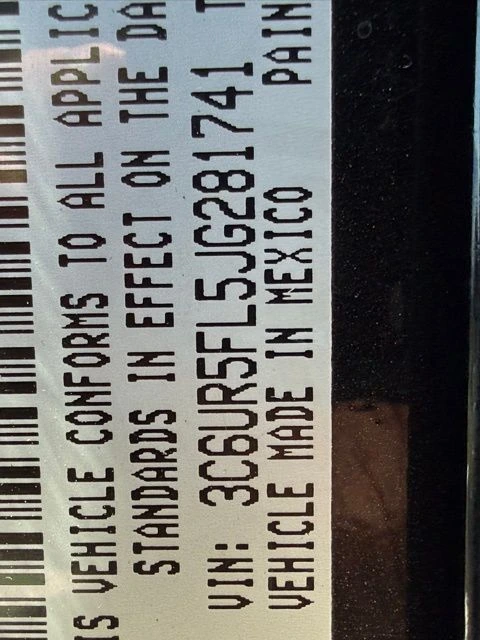 IS VEHICLE CONFORMS TO ALL APPLIC
STANDARDS IN EFFECT ON THE DA
VIN: 3C6UR5FL5JG281741 T
VEHICLE MADE IN MEXICO PAIN